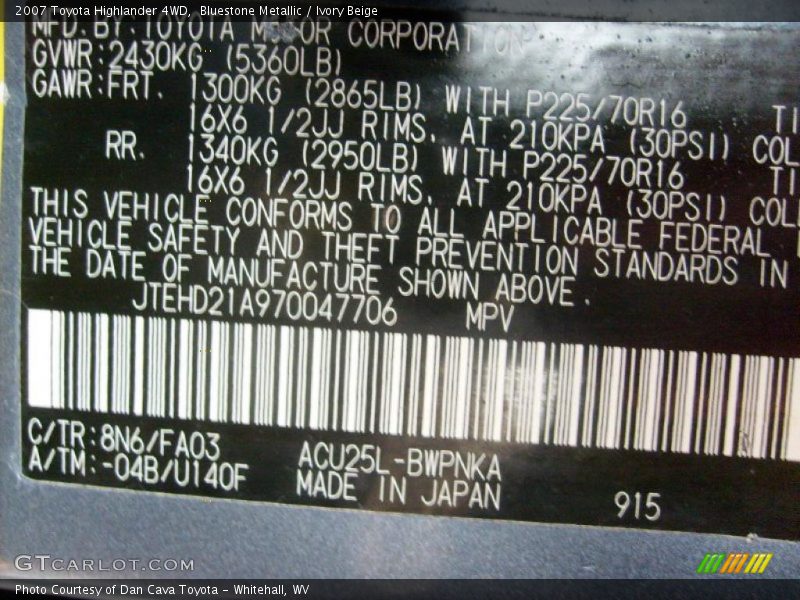 2007 Toyota Highlander 4WD, Bluestone Metallic / Ivory Beige
MFD.BY:TOYOTA MOTOR CORPORATION
GVWR:2430KG (5360LB)
GAWR:FRT. 1300KG (2865LB) WITH P225/70R16 TI
16X6 1/2JJ RIMS, AT 210KPA (30PSI) COL
RR. 1340KG (2950LB) WITH P225/70R16 TI
16X6 1/2JJ RIMS, AT 210KPA (30PSI) COL
THIS VEHICLE CONFORMS TO ALL APPLICABLE FEDERAL
VEHICLE SAFETY AND THEFT PREVENTION STANDARDS IN
THE DATE OF MANUFACTURE SHOWN ABOVE.
JTEHD21A970047706 MPV
C/TR:8N6/FA03 ACU25L-BWPNKA
A/TM:-04B/U140F MADE IN JAPAN 915
GTCARLOT.COM
Photo Courtesy of Dan Cava Toyota - Whitehall, WV